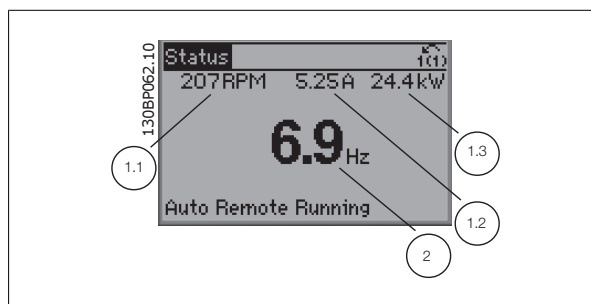 130BP062.10
Status
1(1)
207RPM 5.25A 24.4kW
6.9Hz
Auto Remote Running
1.1
1.3
1.2
2